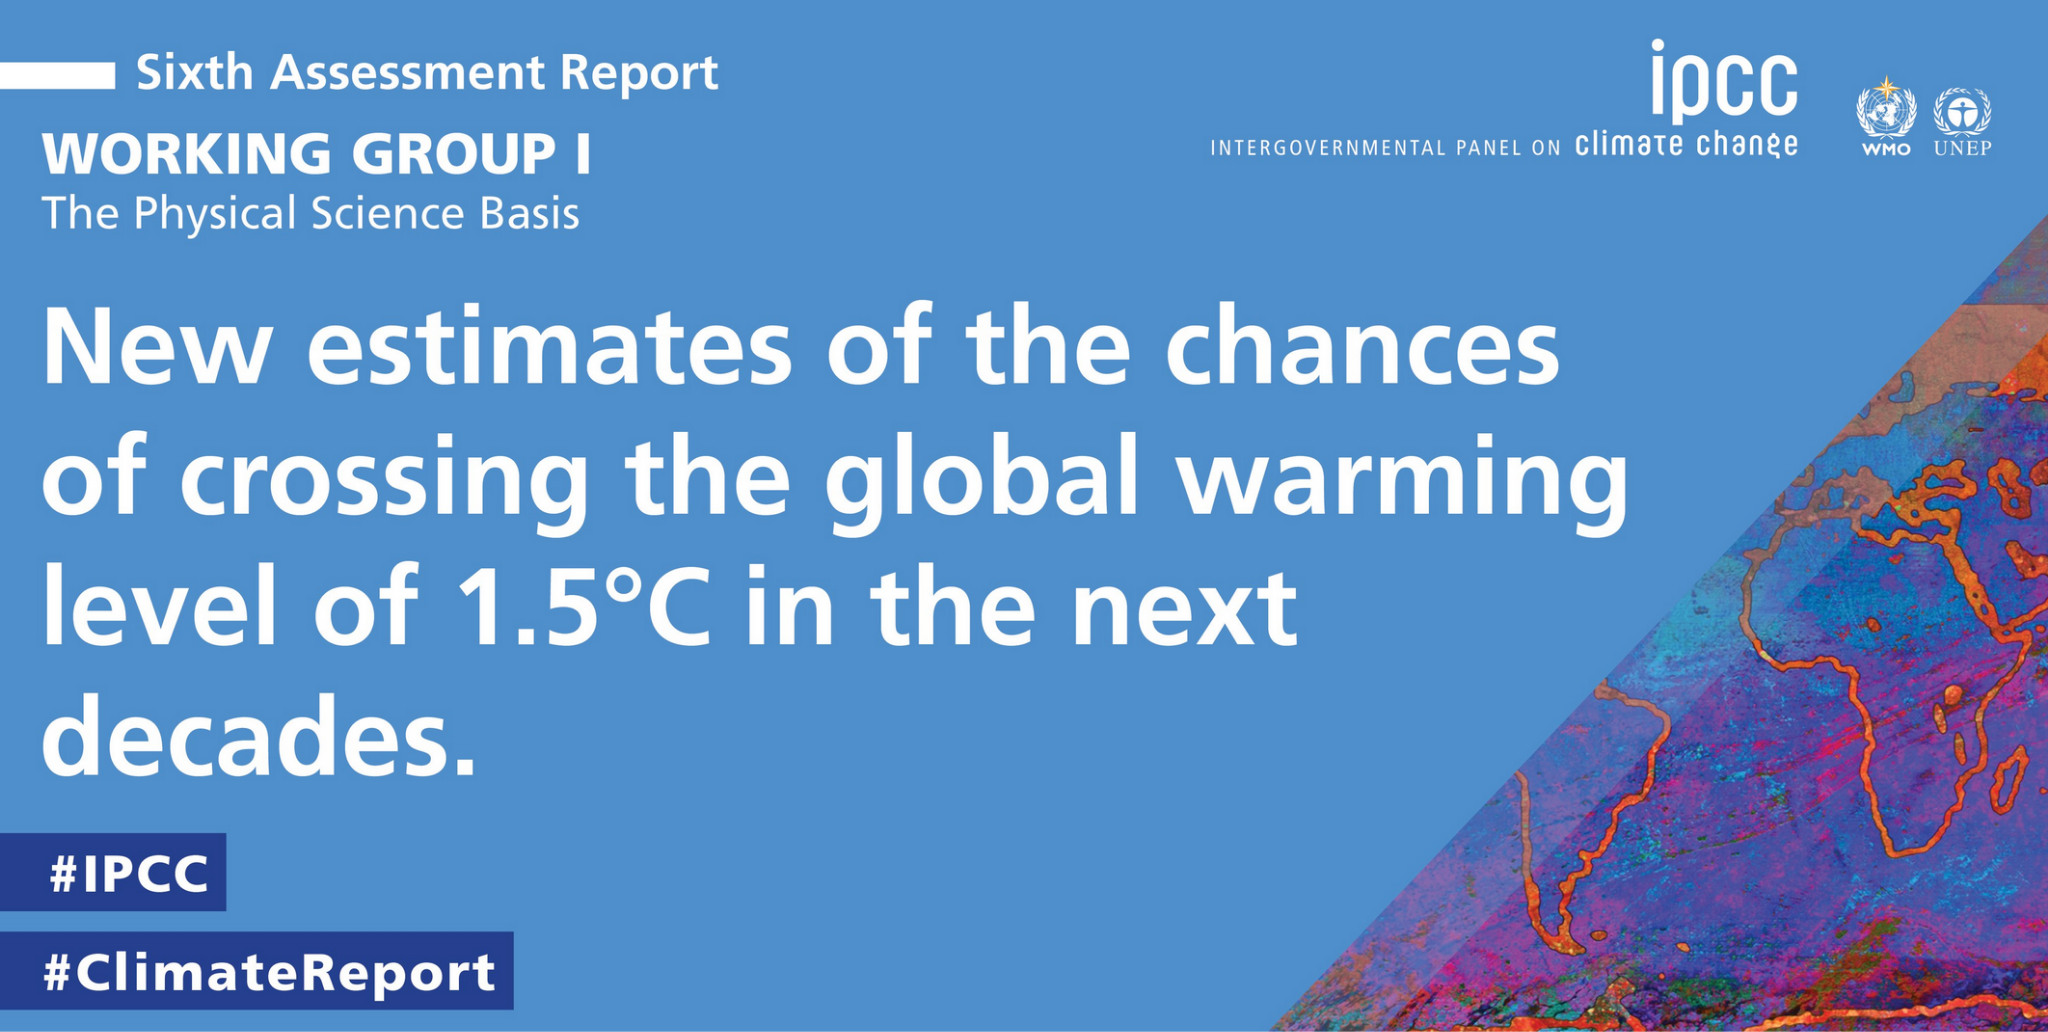 Sixth Assessment Report
WORKING GROUP I
The Physical Science Basis
ipcc
INTERGOVERNMENTAL PANEL ON climate change
WMO
UNEP
New estimates of the chances
of crossing the global warming
level of 1.5°C in the next
decades.
#IPCC
#ClimateReport